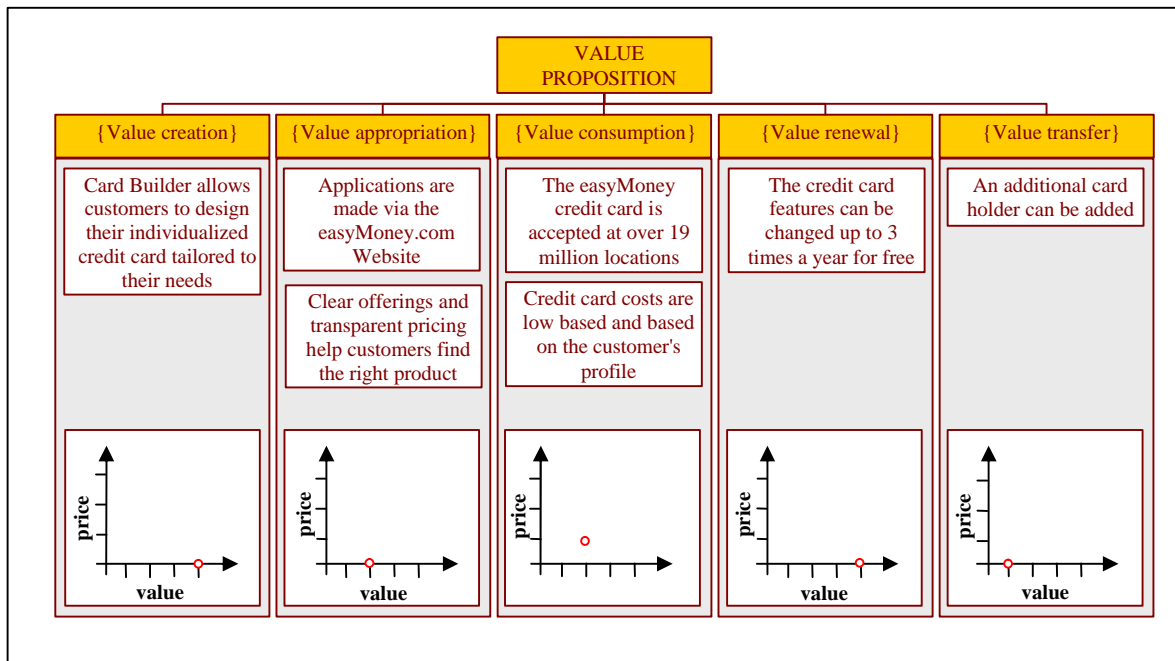 VALUE
PROPOSITION
{Value creation}
{Value appropriation}
{Value consumption}
{Value renewal}
{Value transfer}
Card Builder allows
customers to design
their individualized
credit card tailored to
their needs
Applications are
made via the
easyMoney.com
Website
Clear offerings and
transparent pricing
help customers find
the right product
The easyMoney
credit card is
accepted at over 19
million locations
Credit card costs are
low based and based
on the customer's
profile
The credit card
features can be
changed up to 3
times a year for free
An additional card
holder can be added
price
value
price
value
price
value
price
value
price
value